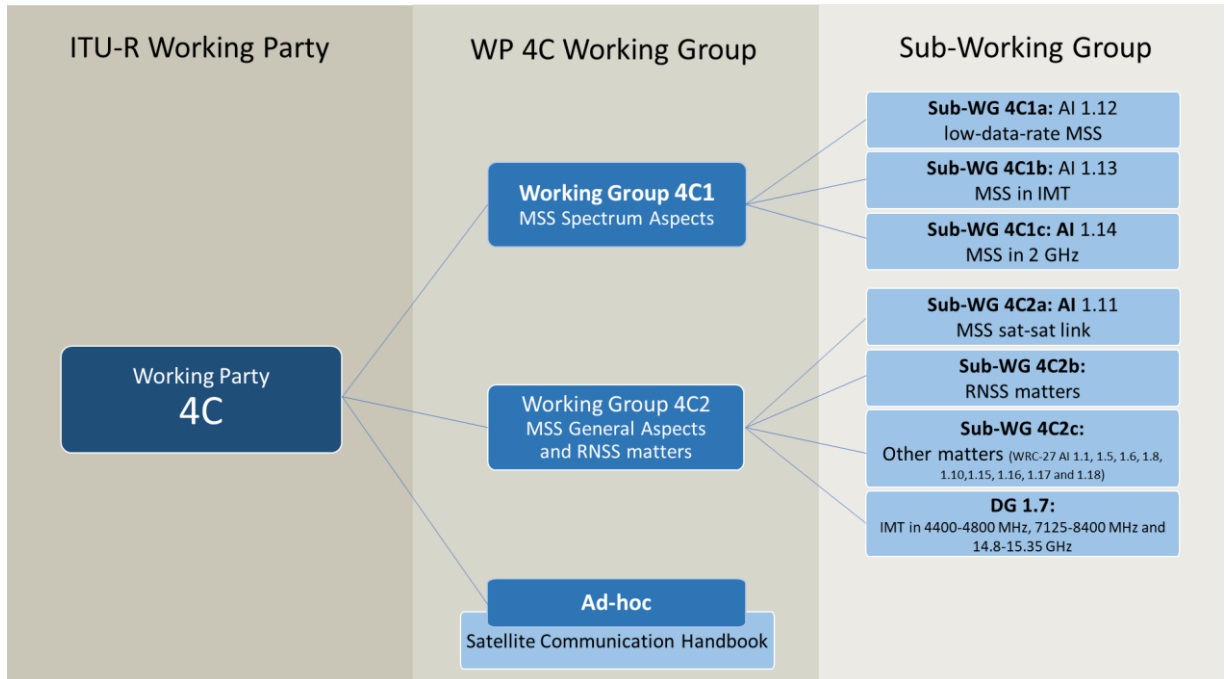 ITU-R Working Party
WP 4C Working Group
Sub-Working Group
Sub-WG 4C1a: AI 1.12
low-data-rate MSS
Working Group 4C1
MSS Spectrum Aspects
Sub-WG 4C1b: AI 1.13
MSS in IMT
Sub-WG 4C1c: AI 1.14
MSS in 2 GHz
Sub-WG 4C2a: AI 1.11
MSS sat-sat link
Working Party
4C
Sub-WG 4C2b:
RNSS matters
Working Group 4C2
MSS General Aspects
and RNSS matters
Sub-WG 4C2c:
Other matters (WRC-27 AI 1.1, 1.5, 1.6, 1.8,
1.10,1.15, 1.16, 1.17 and 1.18)
DG 1.7:
IMT in 4400-4800 MHz, 7125-8400 MHz and
14.8-15.35 GHz
Ad-hoc
Satellite Communication Handbook